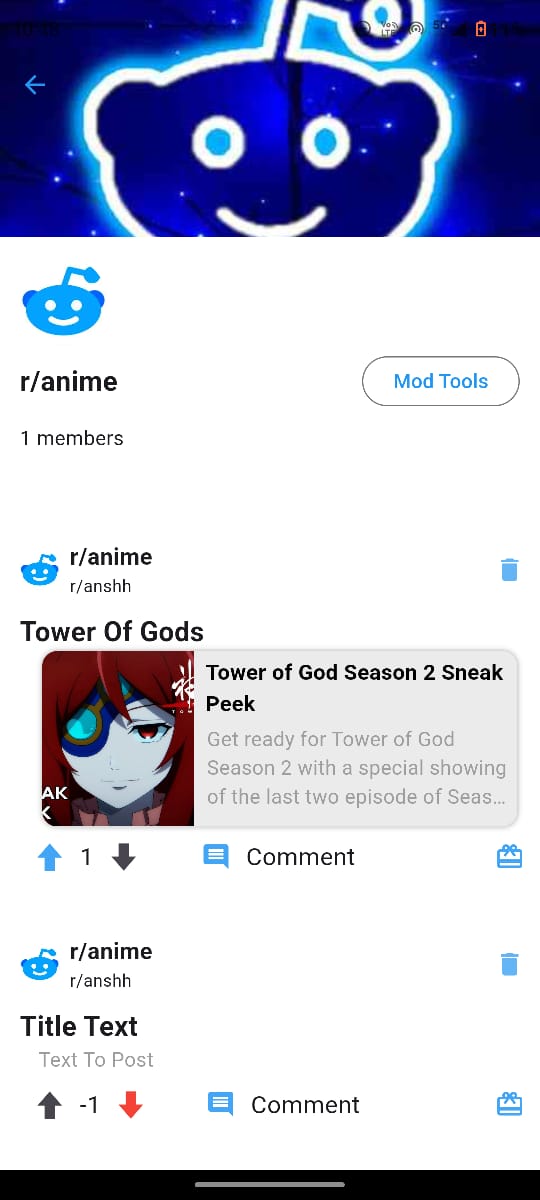 r/anime
Mod Tools
1 members
r/anime
r/anshh
Tower Of Gods
Tower of God Season 2 Sneak
Peek
Get ready for Tower of God
Season 2 with a special showing
of the last two episode of Seas...
AK
1
Comment
r/anime
r/anshh
Title Text
Text To Post
-1
Comment